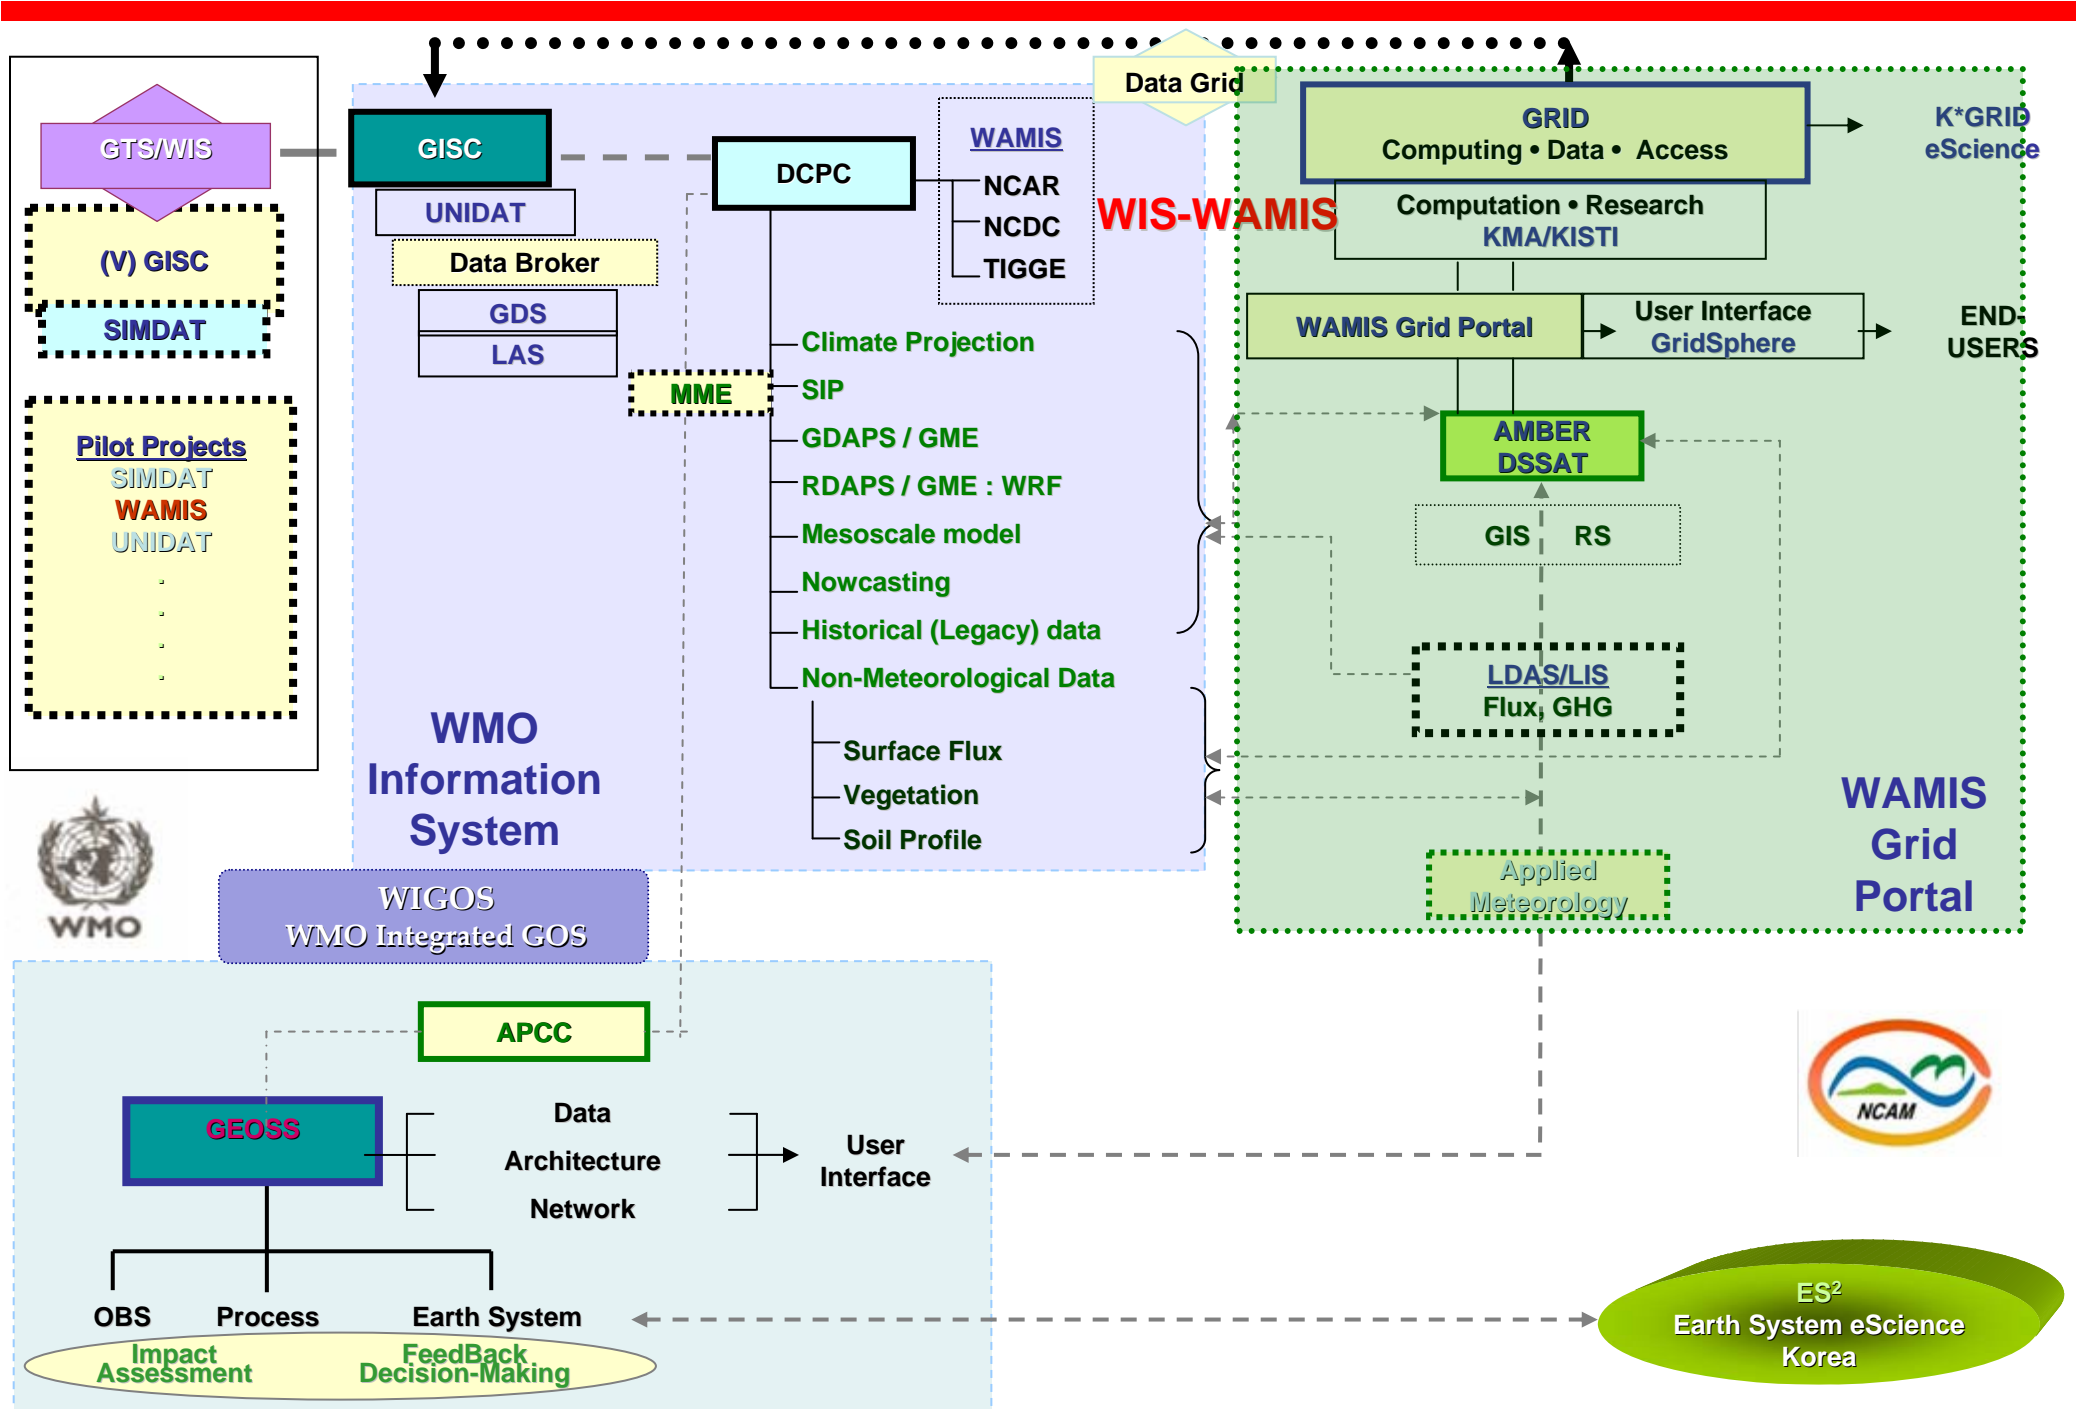 GTS/WIS
(V) GISC
SIMDAT
Pilot Projects
SIMDAT
WAMIS
UNIDAT
.
.
.
.
GISC
UNIDAT
Data Broker
GDS
LAS
DCPC
WAMIS
NCAR
NCDC
TIGGE
Data Grid
WIS-WAMIS
MME
Climate Projection
SIP
GDAPS / GME
RDAPS / GME : WRF
Mesoscale model
Nowcasting
Historical (Legacy) data
Non-Meteorological Data
Surface Flux
Vegetation
Soil Profile
WMO
Information
System
GRID
Computing • Data • Access
K*GRID
eScience
Computation • Research
KMA/KISTI
WAMIS Grid Portal
User Interface
GridSphere
END-
USERS
AMBER
DSSAT
GIS RS
LDAS/LIS
Flux, GHG
Applied
Meteorology
WAMIS
Grid
Portal
WMO
WIGOS
WMO Integrated GOS
APCC
GEOSS
Data
Architecture
Network
User
Interface
OBS Process Earth System
Impact
Assessment
FeedBack
Decision-Making
NCAM
ES²
Earth System eScience
Korea